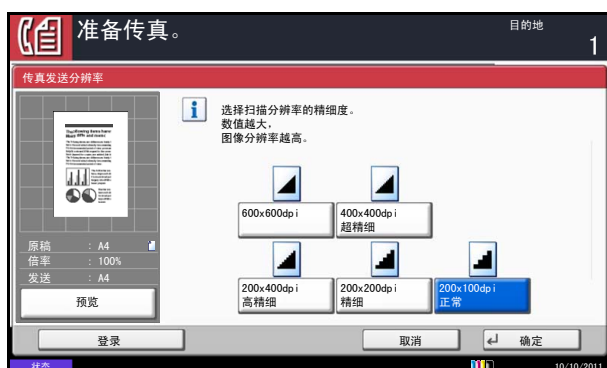 准备传真。
目的地
1
传真发送分辨率
选择扫描分辨率的精细度。
数值越大，
图像分辨率越高。
600x600dpi
400x400dpi
超精细
200x400dpi
高精细
200x200dpi
精细
200x100dpi
正常
原稿 : A4
倍率 : 100%
发送 : A4
预览
登录
取消
确定
状态
10/10/2011